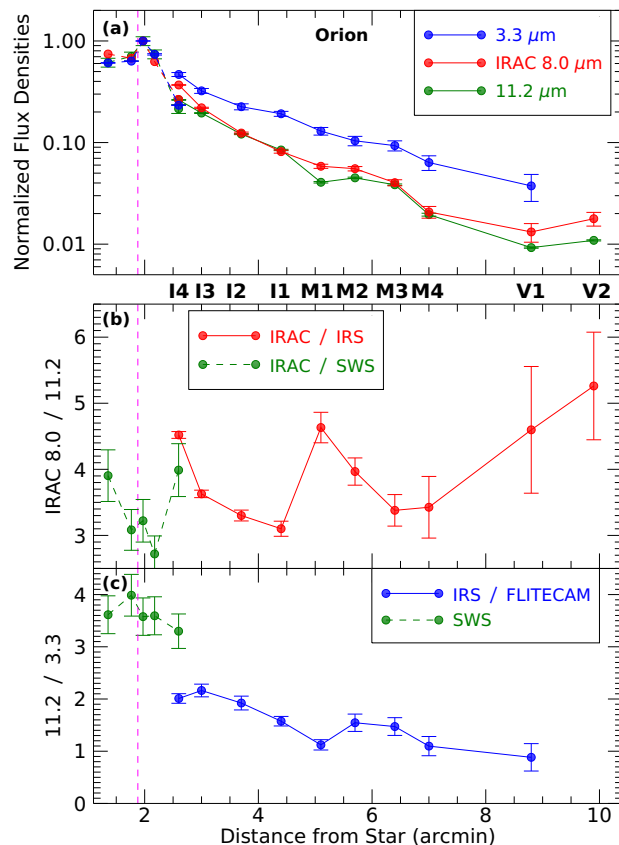 (a)
Orion
3.3 μm
IRAC 8.0 μm
11.2 μm
1.00
0.10
0.01
Normalized Flux Densities
I4 I3 I2 I1 M1 M2 M3 M4 V1 V2
(b)
IRAC / IRS
IRAC / SWS
6
5
4
3
IRAC 8.0 / 11.2
(c)
IRS / FLITECAM
SWS
4
3
2
1
0
11.2 / 3.3
2 4 6 8 10
Distance from Star (arcmin)